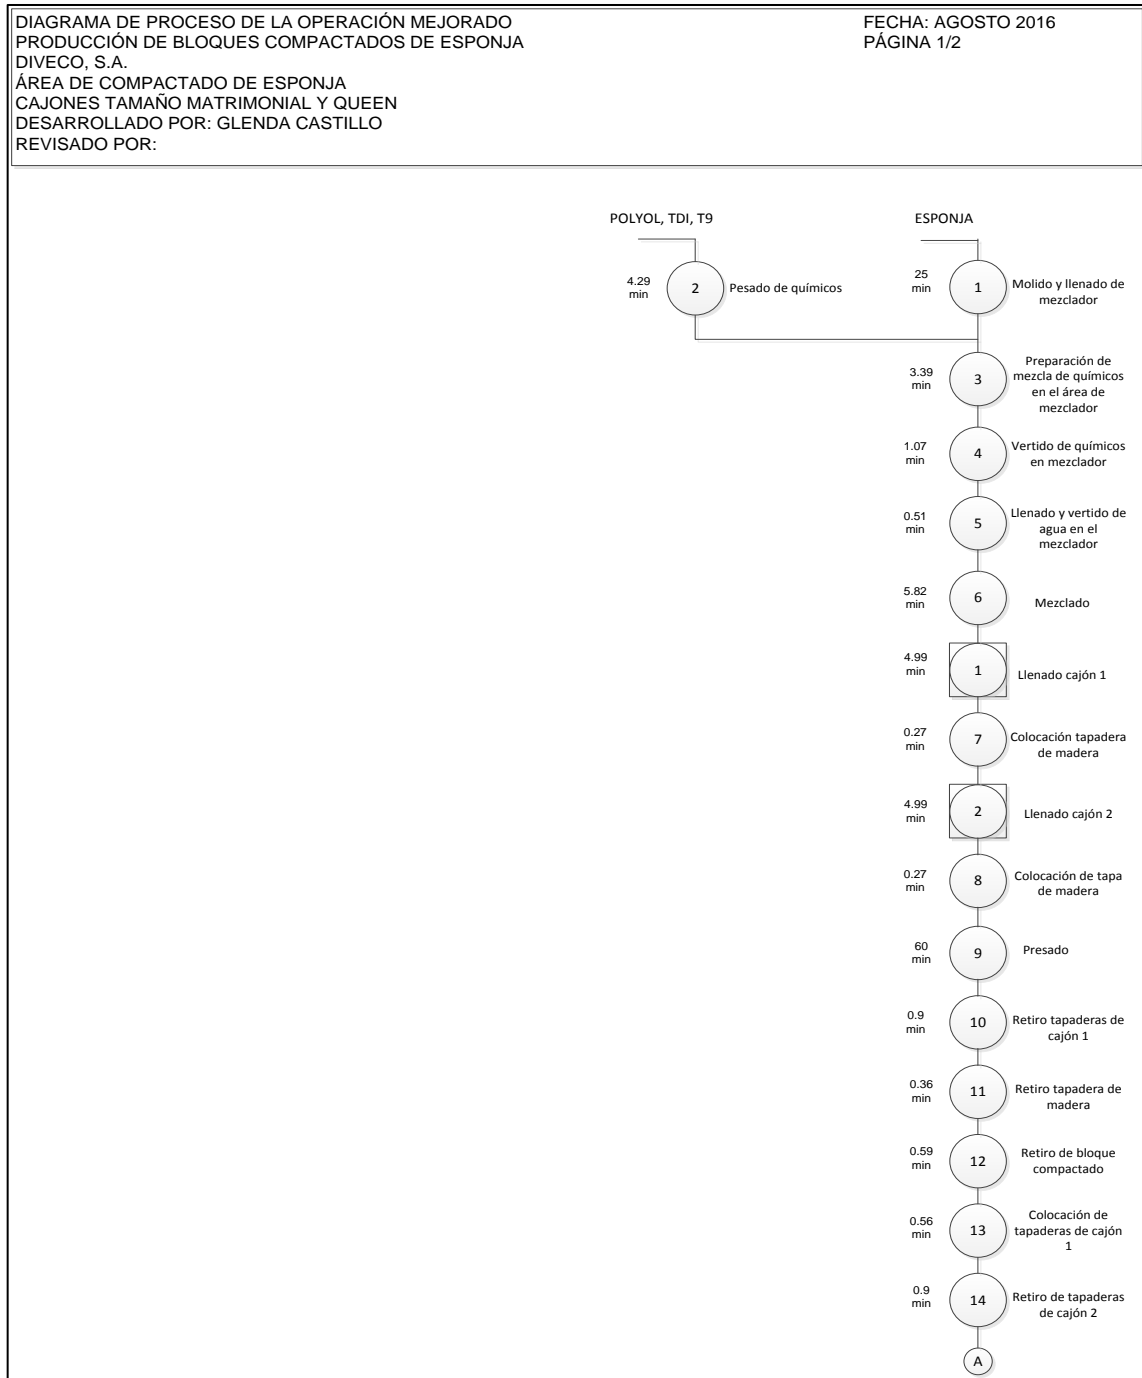 DIAGRAMA DE PROCESO DE LA OPERACIÓN MEJORADO
PRODUCCIÓN DE BLOQUES COMPACTADOS DE ESPONJA
DIVECO, S.A.
ÁREA DE COMPACTADO DE ESPONJA
CAJONES TAMAÑO MATRIMONIAL Y QUEEN
DESARROLLADO POR: GLENDA CASTILLO
REVISADO POR:
FECHA: AGOSTO 2016
PÁGINA 1/2
POLYOL, TDI, T9
ESPONJA
4.29
min
2
Pesado de químicos
25
min
1
Molido y llenado de
mezclador
3.39
min
3
Preparación de
mezcla de químicos
en el área de
mezclador
1.07
min
4
Vertido de químicos
en mezclador
0.51
min
5
Llenado y vertido de
agua en el
mezclador
5.82
min
6
Mezclado
4.99
min
1
Llenado cajón 1
0.27
min
7
Colocación tapadera
de madera
4.99
min
2
Llenado cajón 2
0.27
min
8
Colocación de tapa
de madera
60
min
9
Presado
0.9
min
10
Retiro tapaderas de
cajón 1
0.36
min
11
Retiro tapadera de
madera
0.59
min
12
Retiro de bloque
compactado
0.56
min
13
Colocación de
tapaderas de cajón
1
0.9
min
14
Retiro de tapaderas
de cajón 2
A